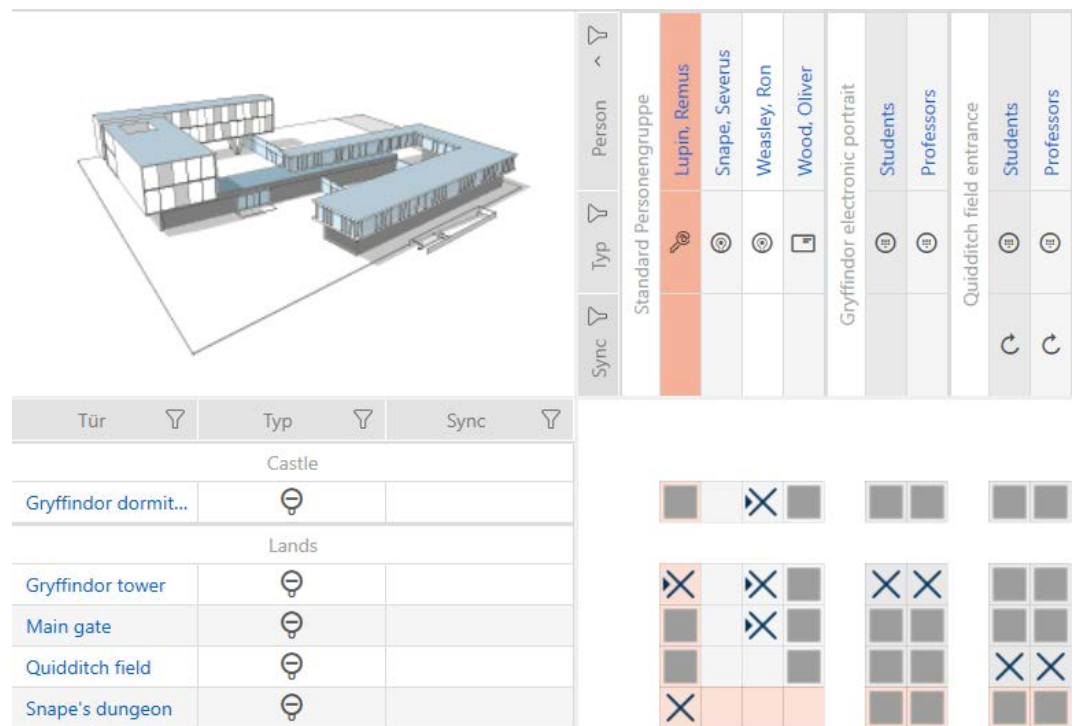 Person
Typ
Sync
Standard Personengruppe
Lupin, Remus
Snape, Severus
Weasley, Ron
Wood, Oliver
Gryffindor electronic portrait
Students
Professors
Quidditch field entrance
Students
Professors
Tür Typ Sync
Castle
Gryffindor dormit...
Lands
Gryffindor tower
Main gate
Quidditch field
Snape's dungeon